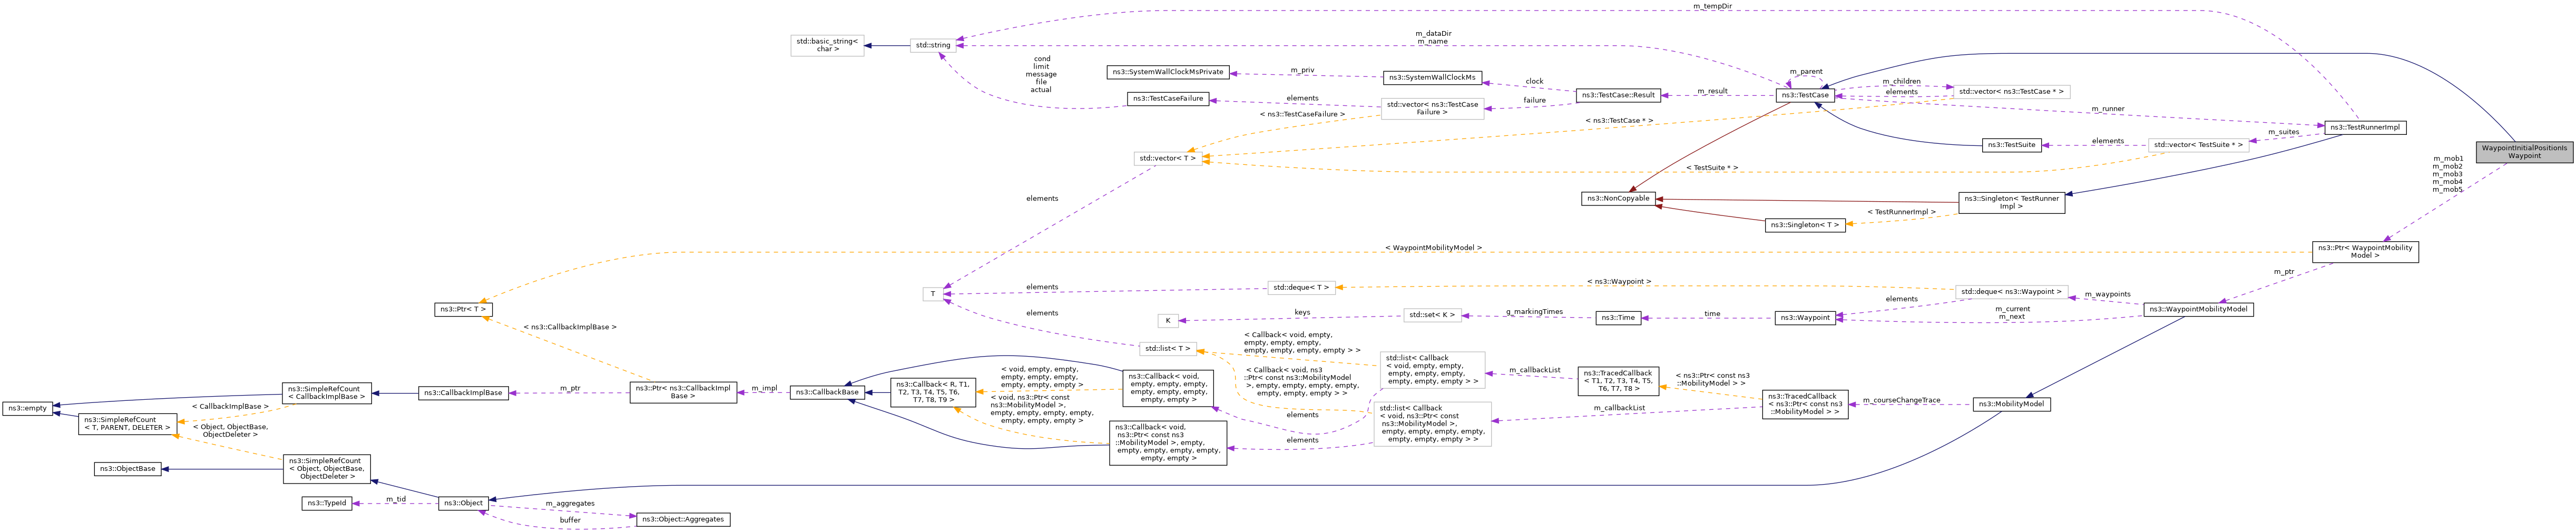 m_tempDir
std::basic_string<
char >
std::string
m_dataDir
m_name
cond
limit
message
file
actual
ns3::SystemWallClockMsPrivate
m_priv
ns3::SystemWallClockMs
clock
ns3::TestCaseFailure
elements
std::vector< ns3::TestCase
Failure >
failure
ns3::TestCase::Result
m_result
m_parent
ns3::TestCase
m_children
elements
std::vector< ns3::TestCase * >
m_runner
ns3::TestRunnerImpl
< ns3::TestCaseFailure >
< ns3::TestCase * >
m_suites
std::vector< TestSuite * >
elements
ns3::TestSuite
WaypointInitialPositionIs
Waypoint
std::vector< T >
< TestSuite * >
m_mob1
m_mob2
m_mob3
m_mob4
m_mob5
elements
ns3::NonCopyable
ns3::Singleton< TestRunner
Impl >
< TestRunnerImpl >
ns3::Singleton< T >
< WaypointMobilityModel >
ns3::Ptr< WaypointMobility
Model >
m_ptr
T
elements
std::deque< T >
< ns3::Waypoint >
std::deque< ns3::Waypoint >
m_waypoints
ns3::WaypointMobilityModel
elements
m_current
m_next
ns3::Waypoint
time
ns3::Time
g_markingTimes
std::set< K >
keys
K
elements
std::list< T >
ns3::Ptr< T >
< ns3::CallbackImplBase >
< Callback< void, empty,
empty, empty, empty,
empty, empty, empty, empty > >
std::list< Callback
< void, empty, empty,
empty, empty, empty,
empty, empty, empty > >
m_callbackList
ns3::TracedCallback
< T1, T2, T3, T4, T5,
T6, T7, T8 >
< ns3::Ptr< const ns3
::MobilityModel > >
ns3::TracedCallback
< ns3::Ptr< const ns3
::MobilityModel > >
m_courseChangeTrace
ns3::MobilityModel
< Callback< void, ns3
::Ptr< const ns3::MobilityModel
>, empty, empty, empty, empty,
empty, empty, empty > >
std::list< Callback
< void, ns3::Ptr< const
ns3::MobilityModel >,
empty, empty, empty, empty,
empty, empty, empty > >
m_callbackList
elements
elements
ns3::Callback< void,
empty, empty, empty,
empty, empty, empty,
empty, empty >
ns3::Callback< void,
ns3::Ptr< const ns3
::MobilityModel >, empty,
empty, empty, empty, empty,
empty, empty >
< void, empty, empty,
empty, empty, empty,
empty, empty, empty >
< void, ns3::Ptr< const
ns3::MobilityModel >,
empty, empty, empty, empty,
empty, empty, empty >
ns3::Callback< R, T1,
T2, T3, T4, T5, T6,
T7, T8, T9 >
ns3::CallbackBase
m_impl
ns3::Ptr< ns3::CallbackImpl
Base >
m_ptr
ns3::CallbackImplBase
ns3::SimpleRefCount
< CallbackImplBase >
ns3::empty
< CallbackImplBase >
ns3::SimpleRefCount
< T, PARENT, DELETER >
< Object, ObjectBase,
ObjectDeleter >
ns3::SimpleRefCount
< Object, ObjectBase,
ObjectDeleter >
ns3::ObjectBase
ns3::TypeId
m_tid
ns3::Object
m_aggregates
buffer
ns3::Object::Aggregates